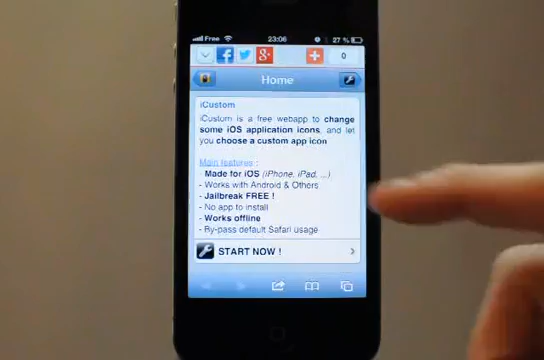 Free 23:06 27 %
f g+ + 0
Home
iCustom
iCustom is a free webapp to change
some iOS application icons, and let
you choose a custom app icon
Main features :
- Made for iOS (iPhone, iPad, ...)
- Works with Android & Others
- Jailbreak FREE !
- No app to install
- Works offline
- By-pass default Safari usage
START NOW !